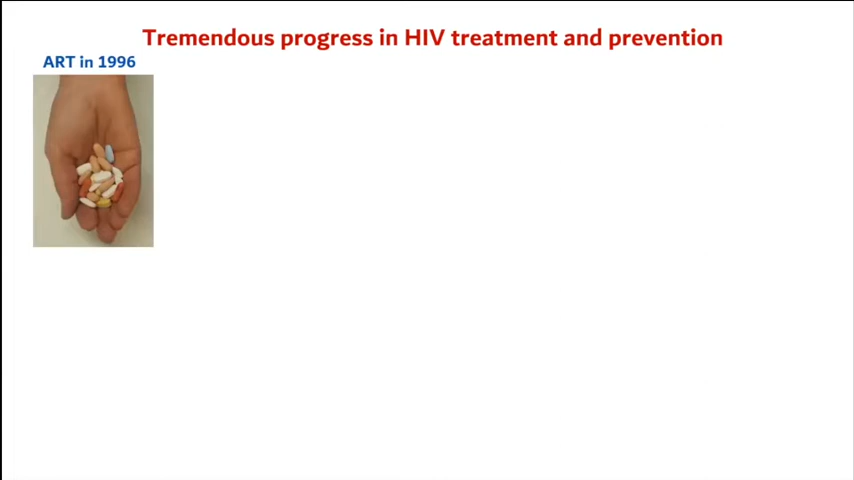 Tremendous progress in HIV treatment and prevention
ART in 1996